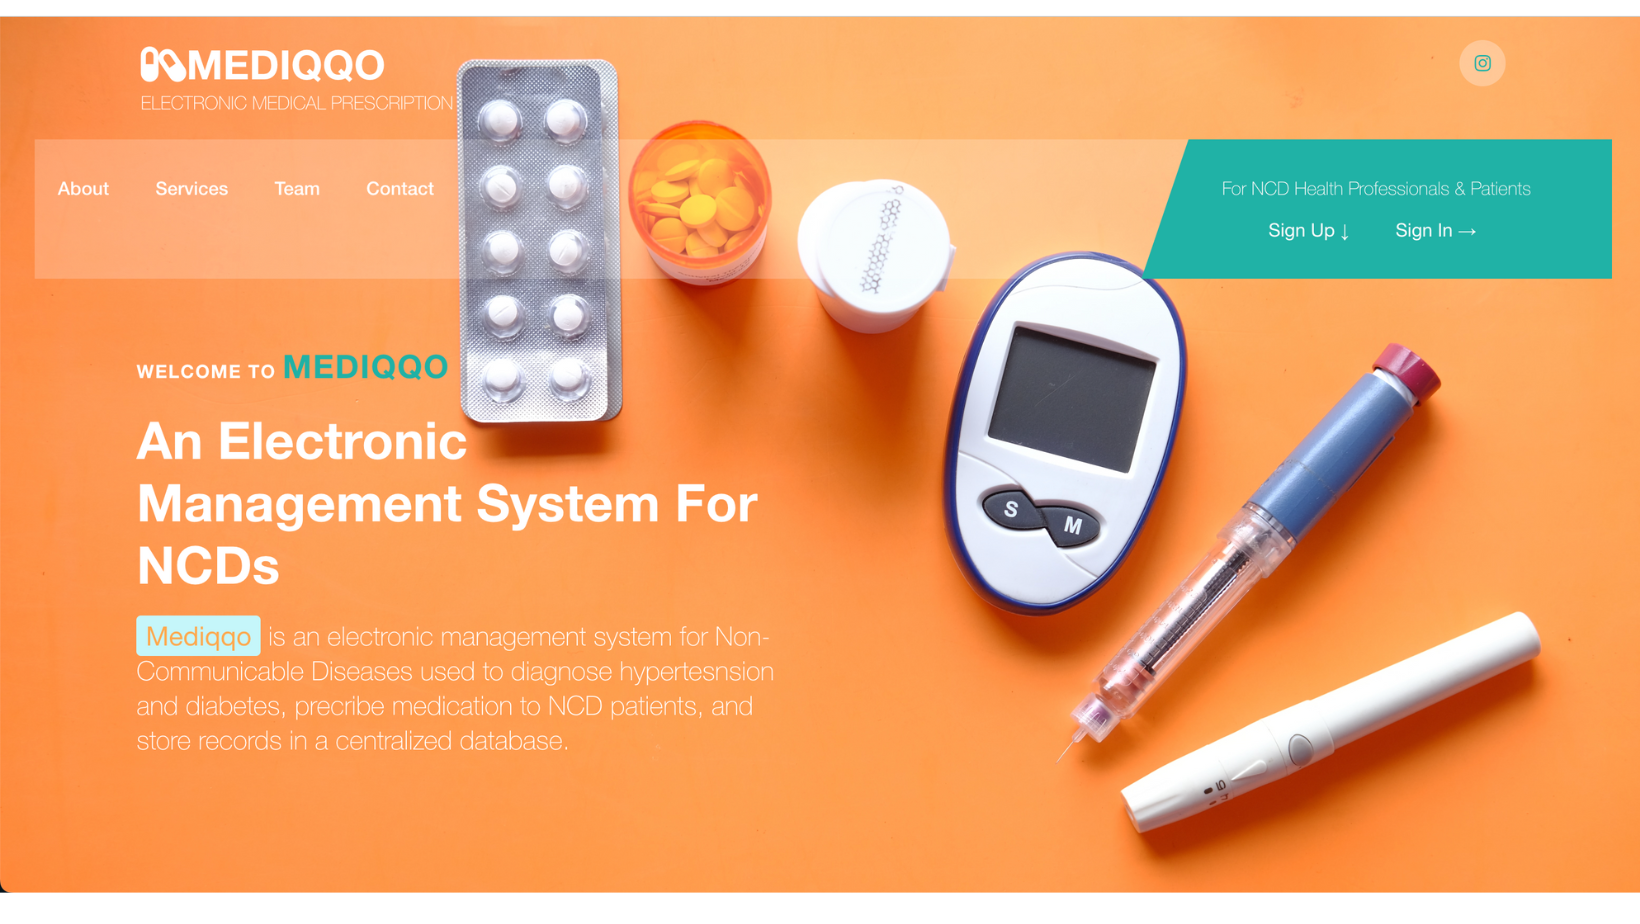 MEDIQQO
ELECTRONIC MEDICAL PRESCRIPTION
About Services Team Contact
For NCD Health Professionals & Patients
Sign Up ↓ Sign In →
WELCOME TO MEDIQQO
An Electronic
Management System For
NCDs
Mediqqo is an electronic management system for Non-
Communicable Diseases used to diagnose hypertesnsion
and diabetes, precribe medication to NCD patients, and
store records in a centralized database.
S M